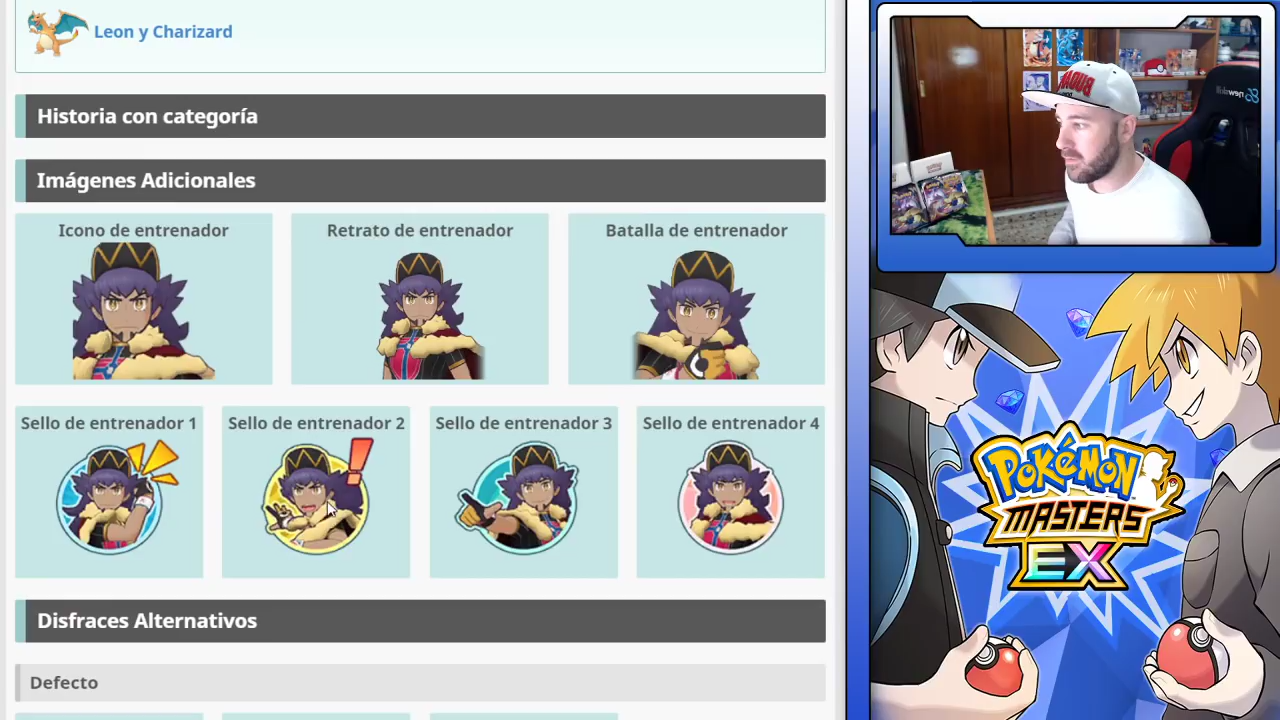 Leon y Charizard
Historia con categoría
Imágenes Adicionales
Icono de entrenador
Retrato de entrenador
Batalla de entrenador
Sello de entrenador 1
Sello de entrenador 2
Sello de entrenador 3
Sello de entrenador 4
Disfraces Alternativos
Defecto
POKéMON
MASTERS
EX